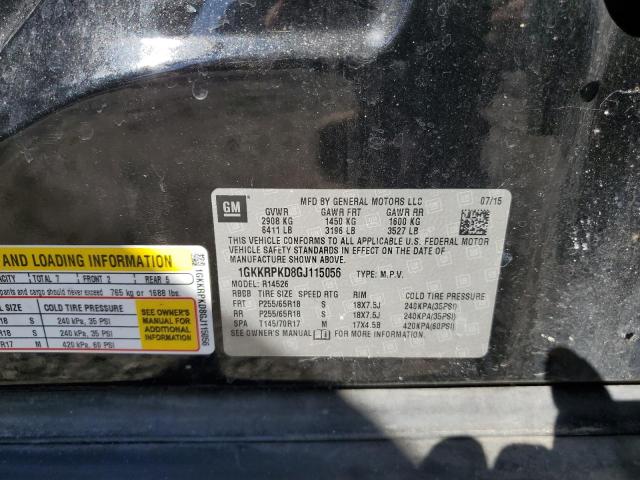 GM
MFD BY GENERAL MOTORS LLC 07/15
GVWR GAWR FRT GAWR RR
2908 KG 1450 KG 1600 KG
6411 LB 3196 LB 3527 LB
THIS VEHICLE CONFORMS TO ALL APPLICABLE U.S. FEDERAL MOTOR
VEHICLE SAFETY STANDARDS IN EFFECT ON THE DATE OF
MANUFACTURE SHOWN ABOVE.
1GKKRPKD8GJ115056 TYPE: M.P.V.
MODEL: R14526
RBGB TIRE SIZE SPEED RTG RIM COLD TIRE PRESSURE
FRT P255/65R18 S 18X7.5J 240KPA(35PSI)
RR P255/65R18 S 18X7.5J 240KPA(35PSI)
SPA T145/70R17 M 17X4.5B 420KPA(60PSI)
SEE OWNER'S MANUAL FOR MORE INFORMATION.
AND LOADING INFORMATION
TOTAL 7 FRONT 2 REAR 5
and cargo should never exceed 765 kg or 1688 lbs.
COLD TIRE PRESSURE
S 240 kPa, 35 PSI
S 240 kPa, 35 PSI
M 420 kPa, 60 PSI
SEE OWNER'S
MANUAL FOR
ADDITIONAL
INFORMATION
1GKKRPKD8GJ115056